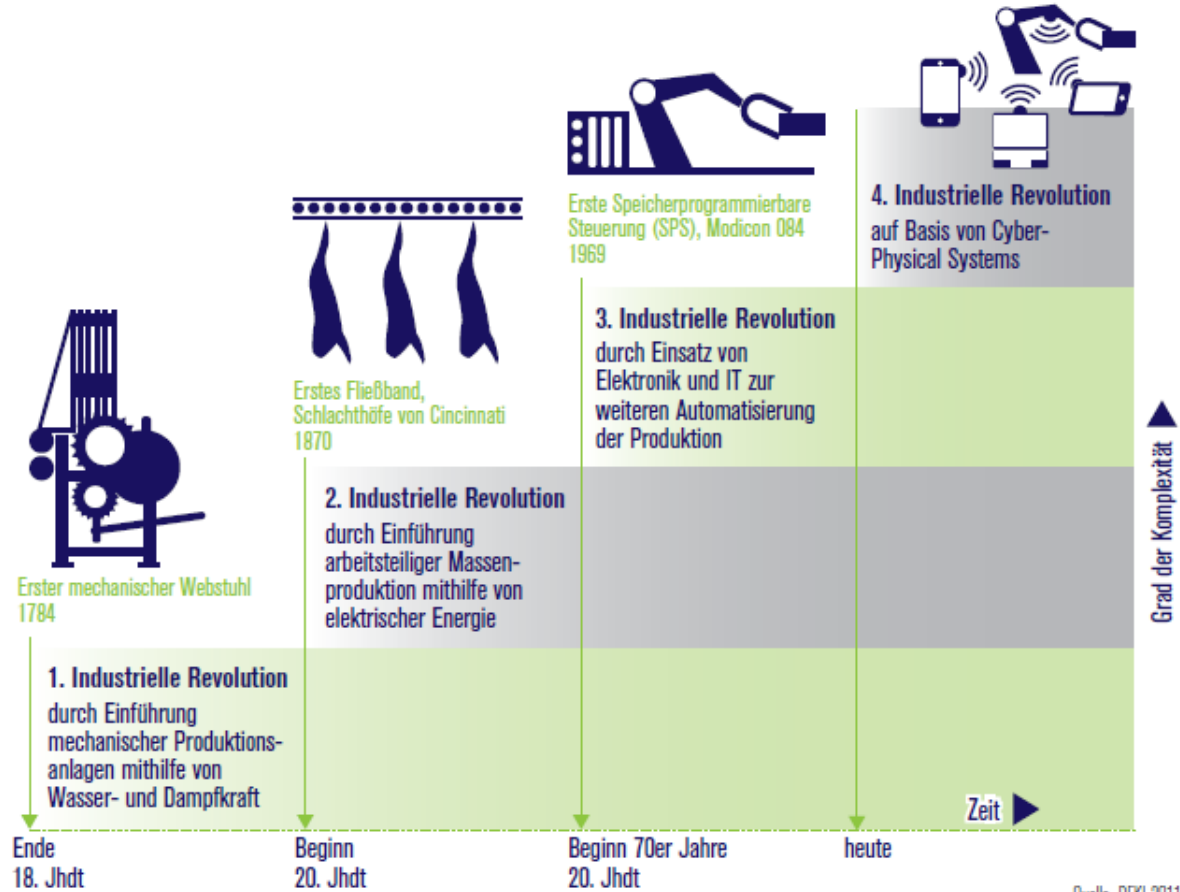 4. Industrielle Revolution
auf Basis von Cyber-
Physical Systems
Erste Speicherprogrammierbare
Steuerung (SPS), Modicon 084
1969
3. Industrielle Revolution
durch Einsatz von
Elektronik und IT zur
weiteren Automatisierung
der Produktion
Erstes Fließband,
Schlachthöfe von Cincinnati
1870
2. Industrielle Revolution
durch Einführung
arbeitsteiliger Massen-
produktion mithilfe von
elektrischer Energie
Erster mechanischer Webstuhl
1784
1. Industrielle Revolution
durch Einführung
mechanischer Produktions-
anlagen mithilfe von
Wasser- und Dampfkraft
Grad der Komplexität
Zeit
Ende
18. Jhdt
Beginn
20. Jhdt
Beginn 70er Jahre
20. Jhdt
heute